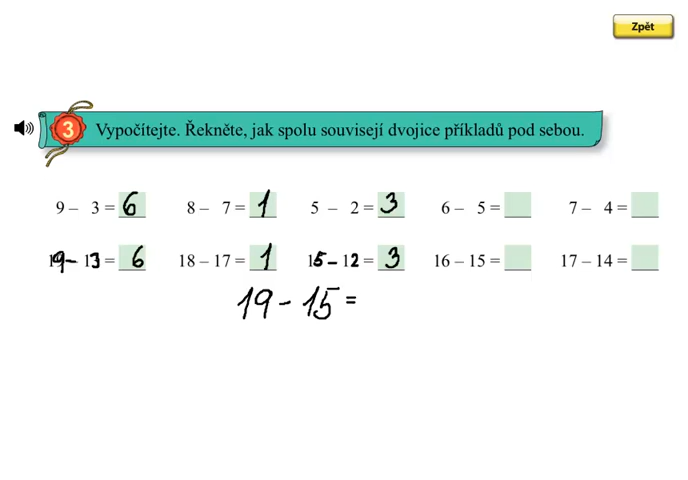 Zpět
3 Vypočítejte. Řekněte, jak spolu souvisejí dvojice příkladů pod sebou.
9 – 3 = 6 8 – 7 = 1 5 – 2 = 3 6 – 5 = 7 – 4 =
19 – 13 = 6 18 – 17 = 1 15 – 12 = 3 16 – 15 = 17 – 14 =
19 – 15 =